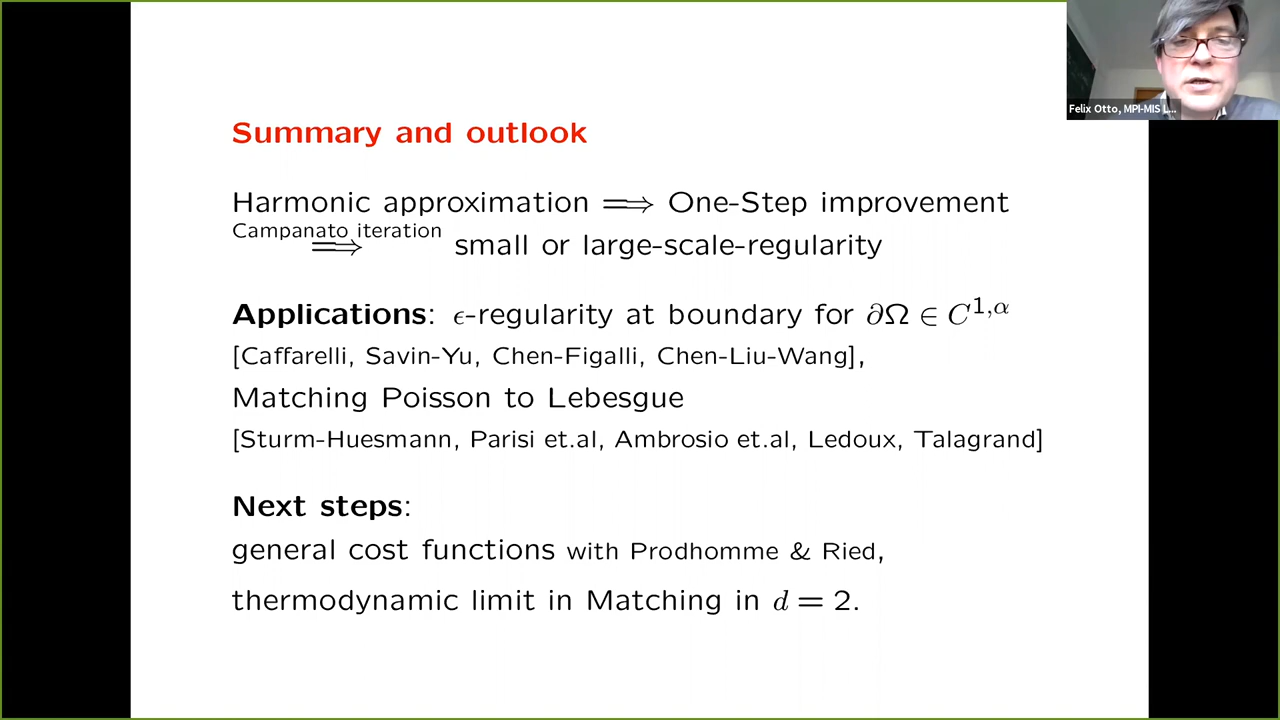 Felix Otto, MPI-MIS L...
Summary and outlook
Harmonic approximation ⟹ One-Step improvement
Campanato iteration
⟹ small or large-scale-regularity
Applications: ϵ-regularity at boundary for ∂Ω ∈ C^{1,α}
[Caffarelli, Savin-Yu, Chen-Figalli, Chen-Liu-Wang],
Matching Poisson to Lebesgue
[Sturm-Huesmann, Parisi et.al, Ambrosio et.al, Ledoux, Talagrand]
Next steps:
general cost functions with Prodhomme & Ried,
thermodynamic limit in Matching in d = 2.